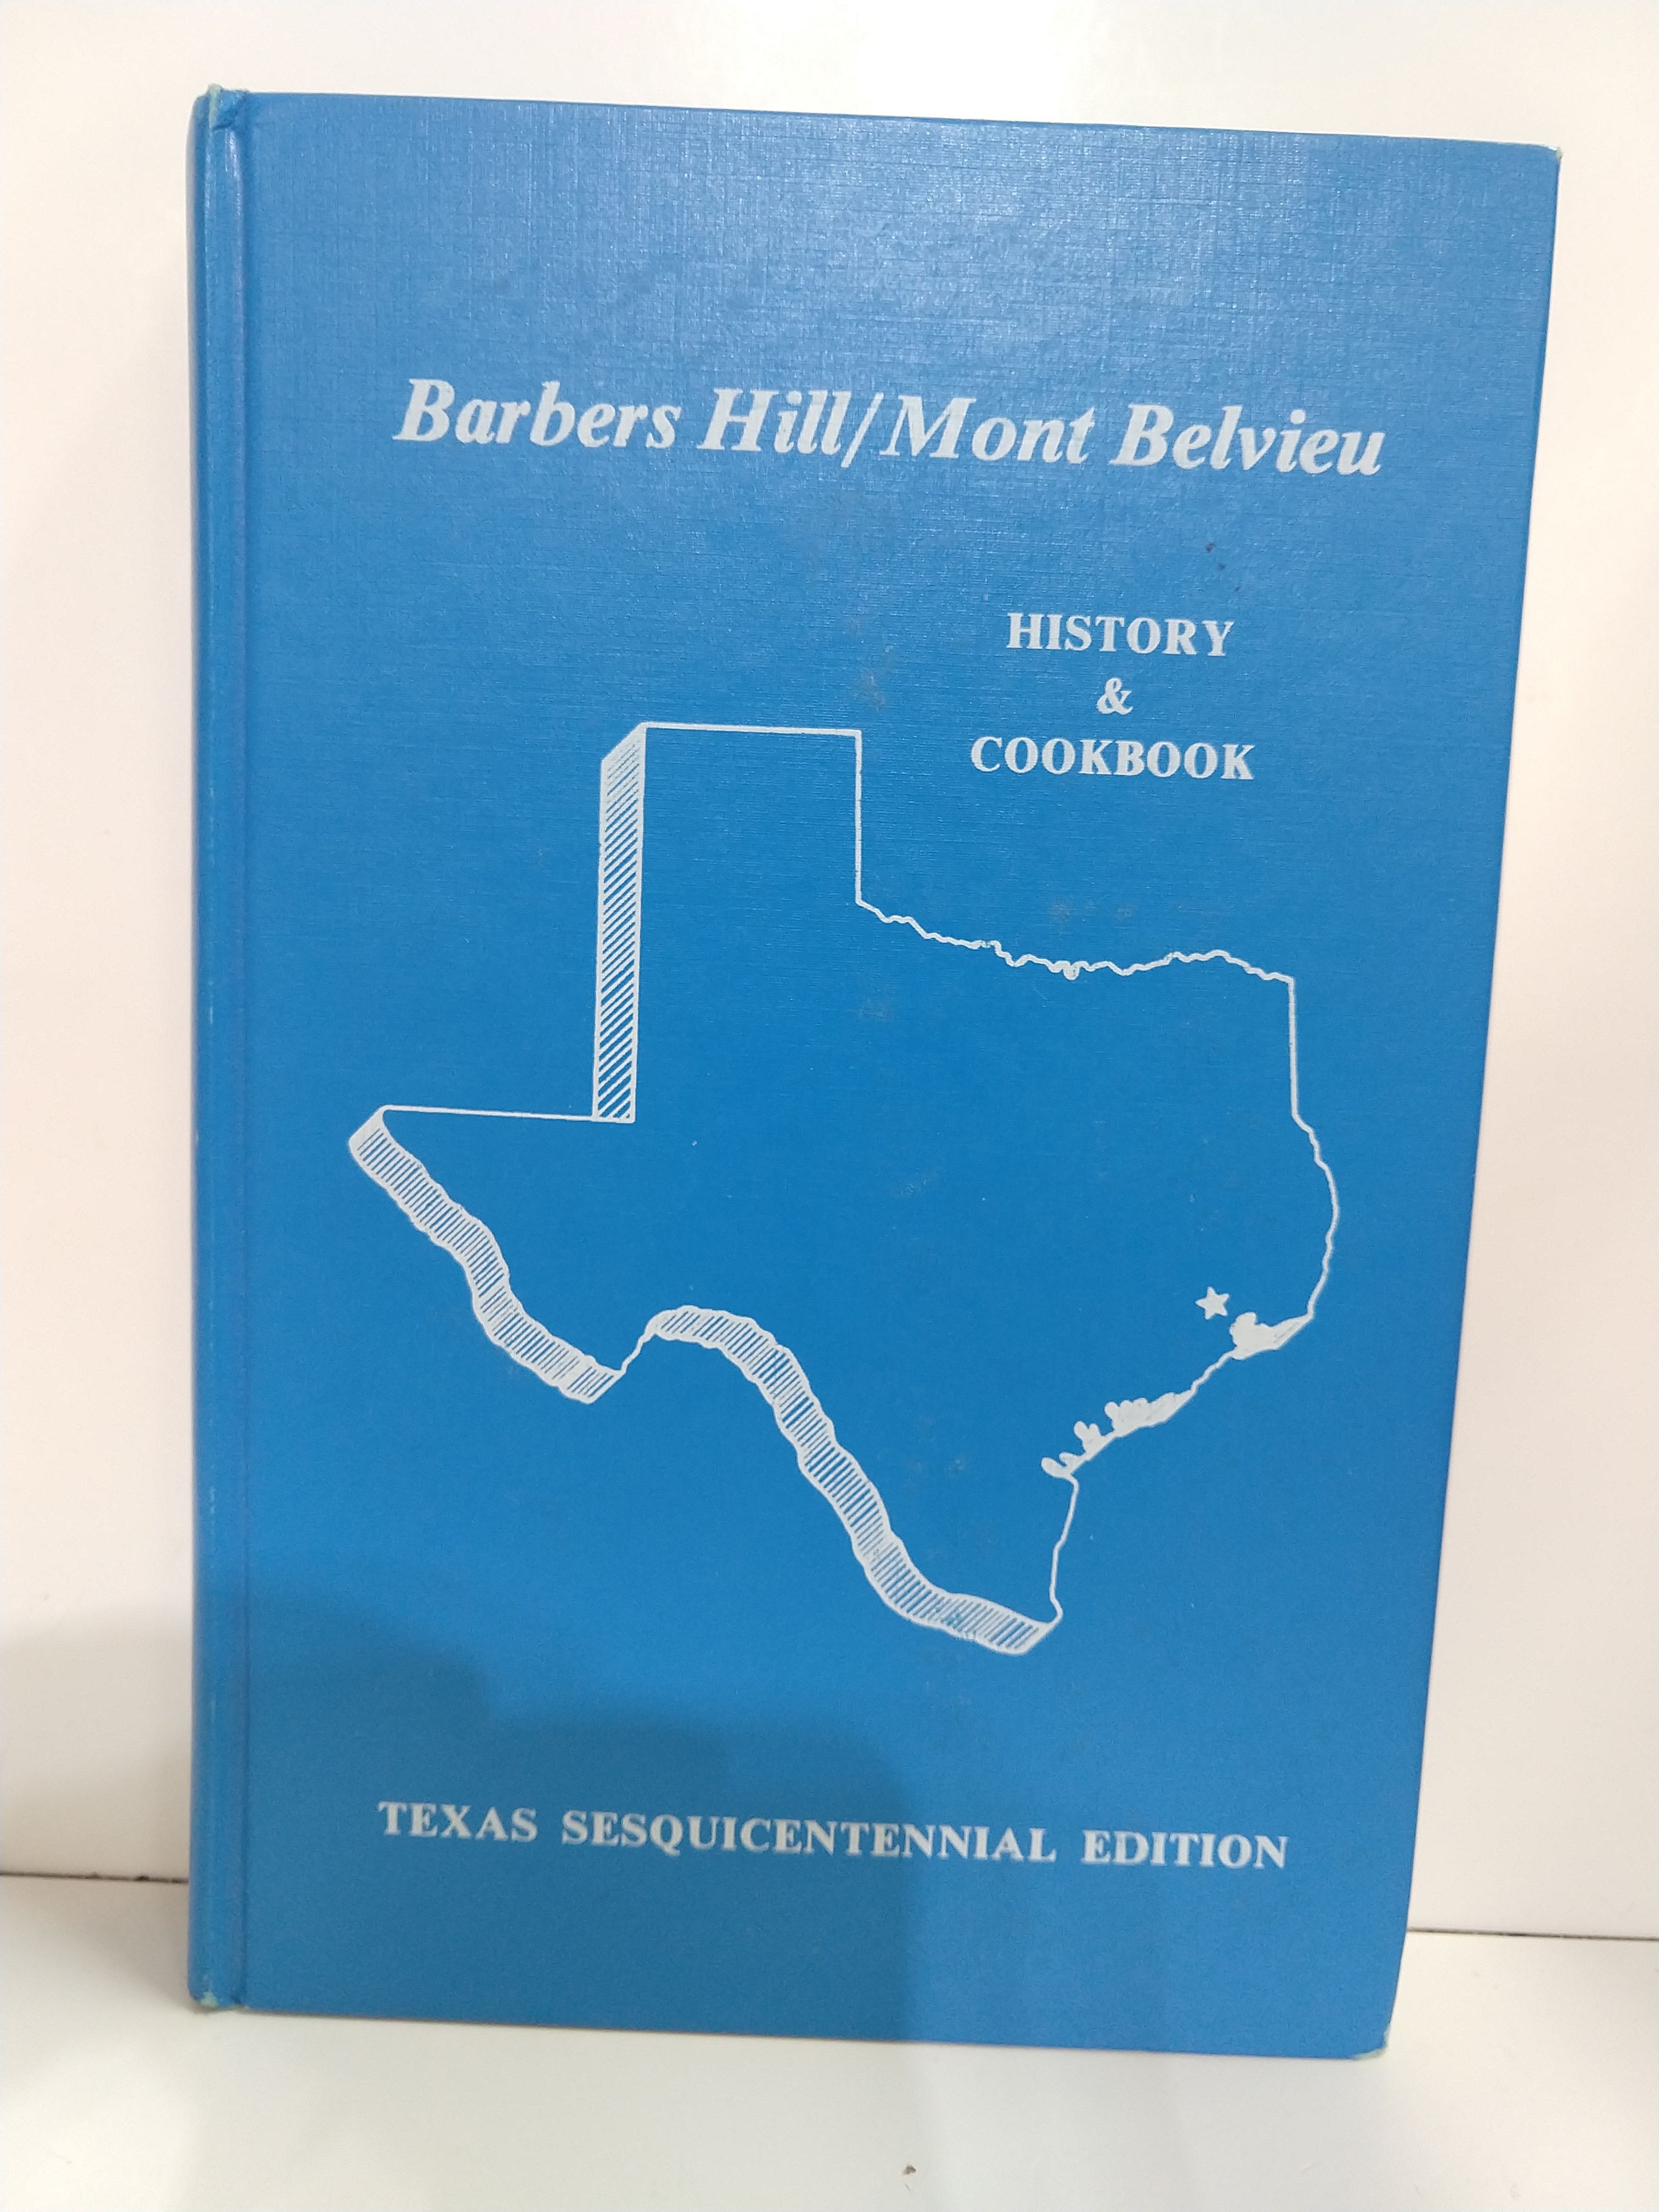 Barbers Hill/Mont Belvieu
HISTORY
&
COOKBOOK
TEXAS SESQUICENTENNIAL EDITION